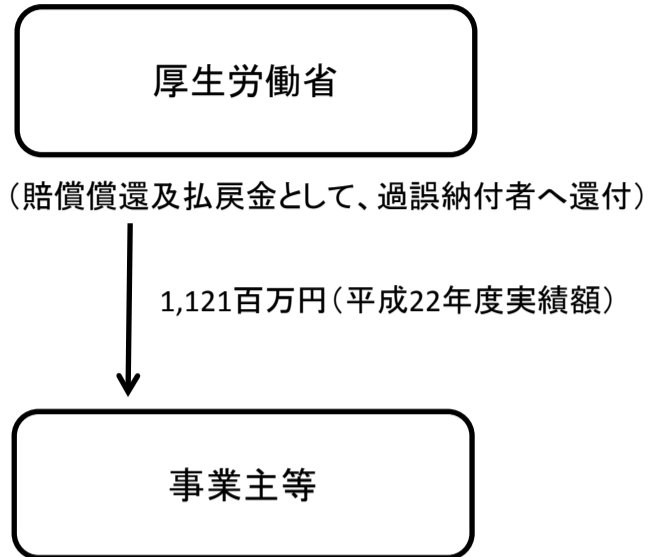 厚生労働省
（賠償償還及払戻金として、過誤納付者へ還付）
1,121百万円（平成22年度実績額）
事業主等